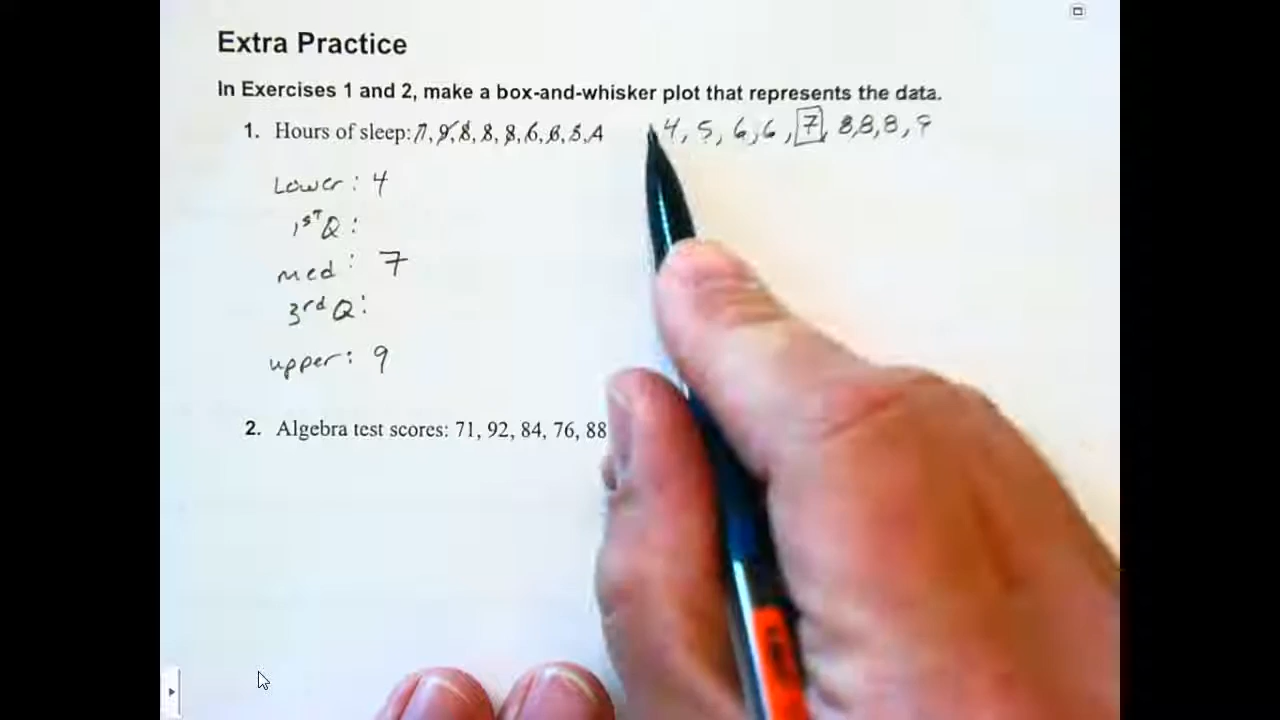 Extra Practice
In Exercises 1 and 2, make a box-and-whisker plot that represents the data.
1. Hours of sleep: 7, 9, 8, 8, 8, 6, 6, 5, 4 4, 5, 6, 6, 7, 8, 8, 8, 9
Lower: 4
1ST Q:
med: 7
3rd Q:
upper: 9
2. Algebra test scores: 71, 92, 84, 76, 88